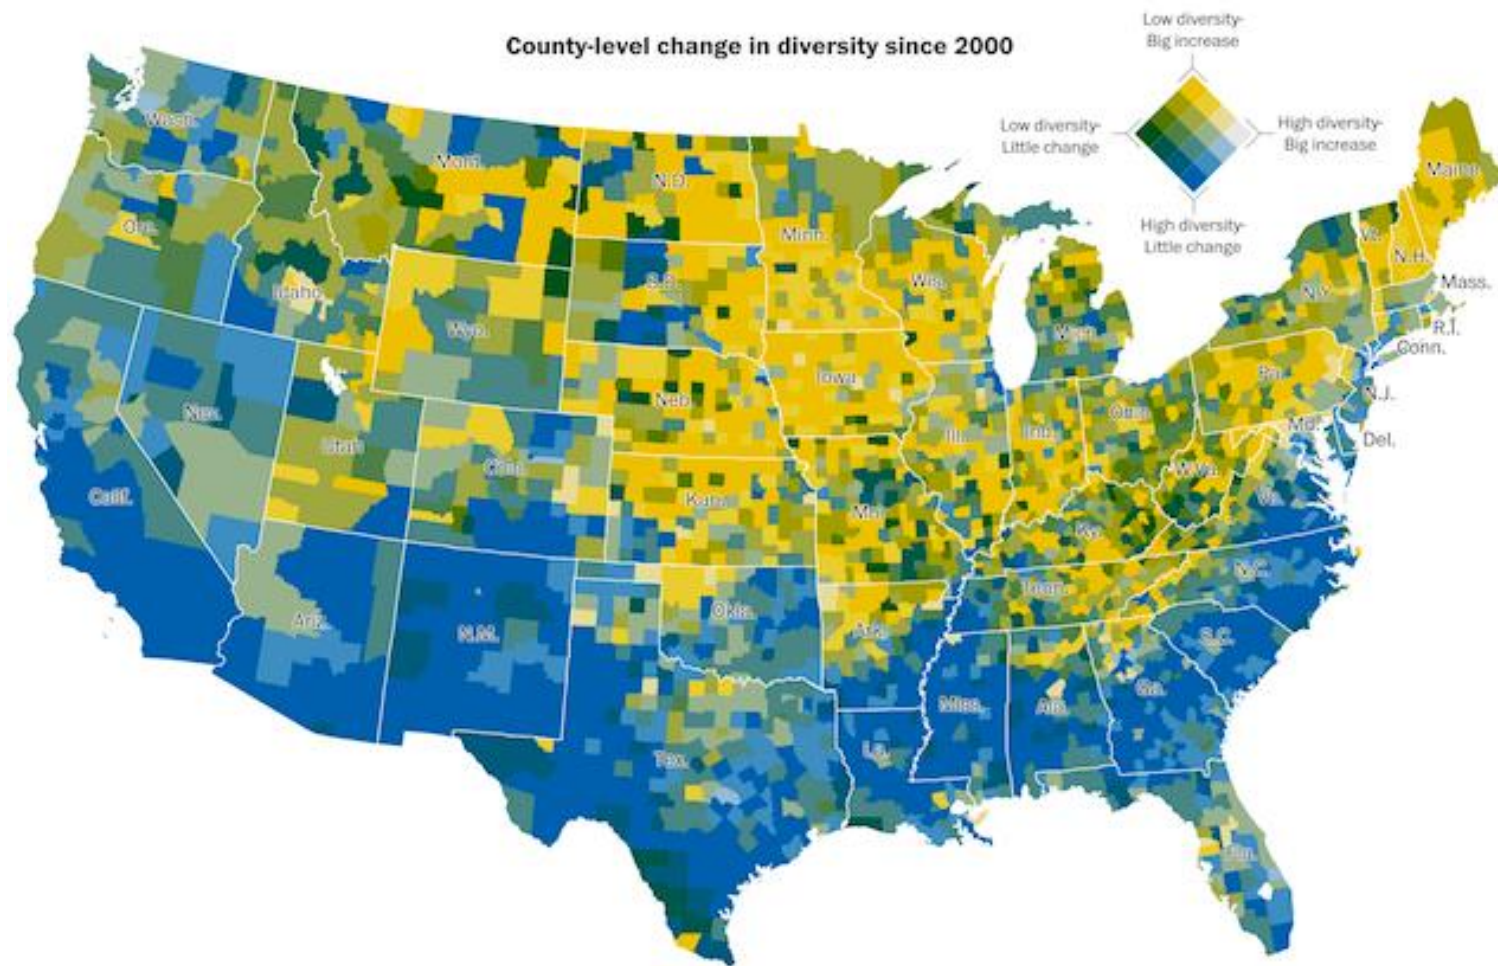 County-level change in diversity since 2000
Low diversity-
Big increase
Low diversity-
Little change
High diversity-
Big increase
High diversity-
Little change
Wash.
Mont.
N.D.
Minn.
Maine
Vt.
N.H.
Ore.
Idaho
S.D.
Wis.
Mich.
N.Y.
Mass.
R.I.
Conn.
Wyo.
Iowa
Pa.
N.J.
Nev.
Utah
Colo.
Neb.
Ill.
Ind.
Ohio
Md.
Del.
Calif.
Kans.
Mo.
W.Va.
Va.
Ky.
Ariz.
N.M.
Okla.
Ark.
Tenn.
N.C.
S.C.
Tex.
La.
Miss.
Ala.
Ga.
Fla.